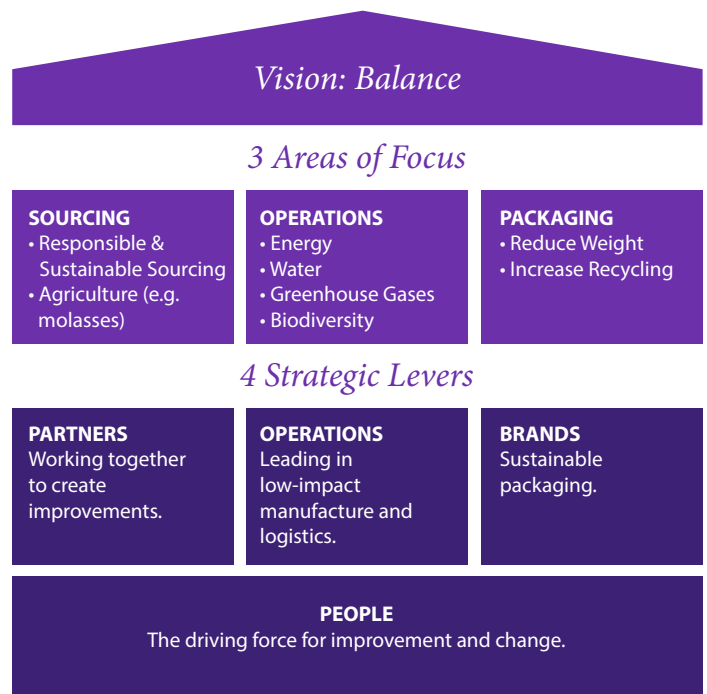 Vision: Balance
3 Areas of Focus
SOURCING
• Responsible &
Sustainable Sourcing
• Agriculture (e.g.
molasses)
OPERATIONS
• Energy
• Water
• Greenhouse Gases
• Biodiversity
PACKAGING
• Reduce Weight
• Increase Recycling
4 Strategic Levers
PARTNERS
Working together
to create
improvements.
OPERATIONS
Leading in
low-impact
manufacture and
logistics.
BRANDS
Sustainable
packaging.
PEOPLE
The driving force for improvement and change.